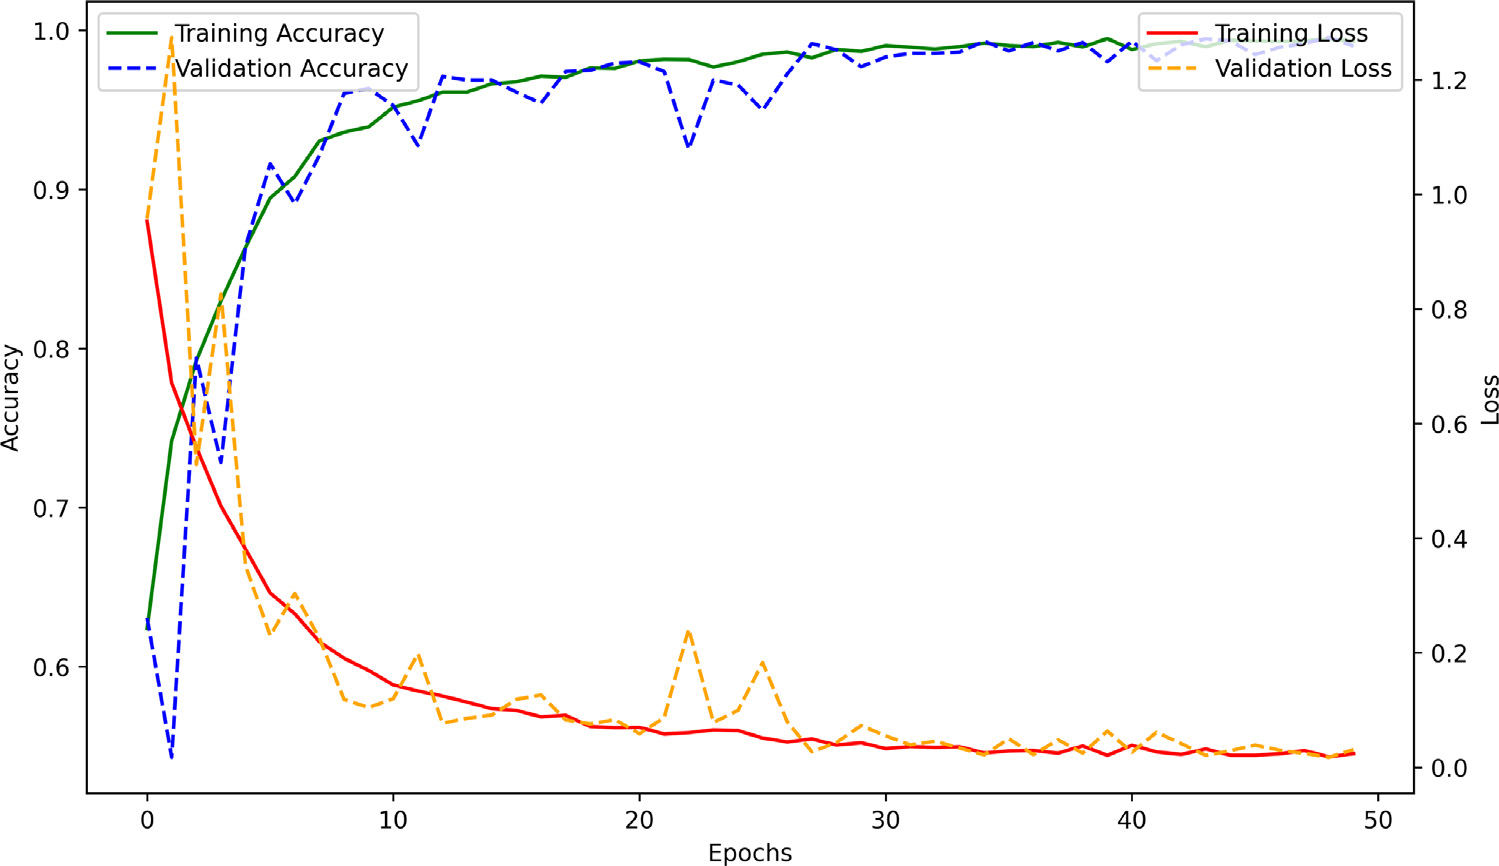 Training Accuracy
Validation Accuracy
Training Loss
Validation Loss
1.0
0.9
0.8
0.7
0.6
Accuracy
1.2
1.0
0.8
0.6
0.4
0.2
0.0
Loss
0 10 20 30 40 50
Epochs